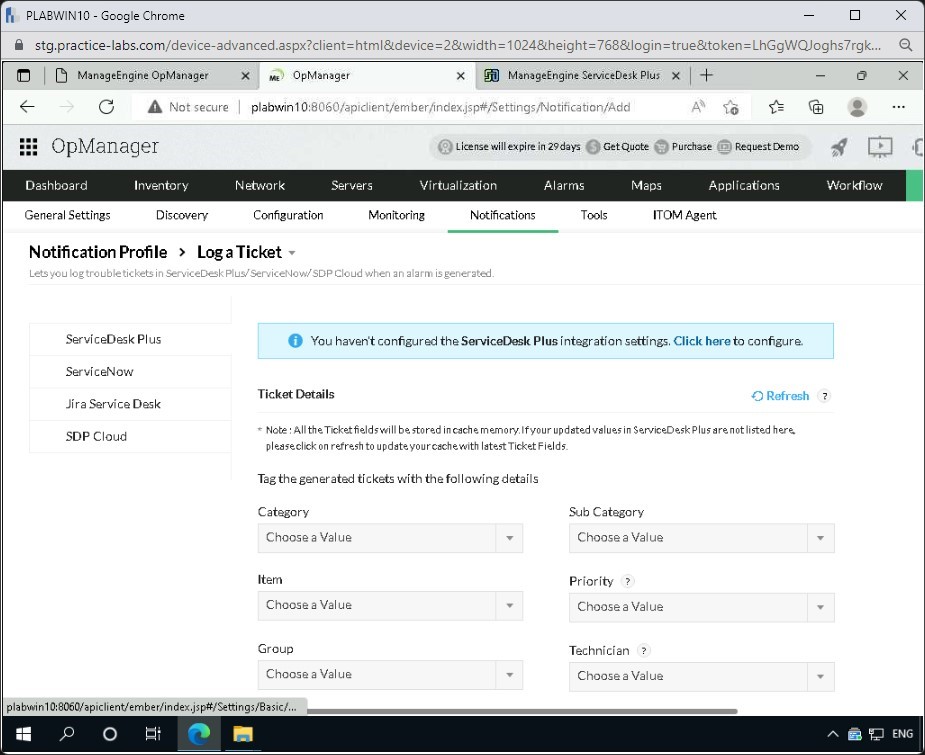 PLABWIN10 - Google Chrome
stg.practice-labs.com/device-advanced.aspx?client=html&device=2&width=1024&height=768&login=true&token=LhGgWQJoghs7rgk...
ManageEngine OpManager
ME OpManager
ManageEngine ServiceDesk Plus
Not secure plabwin10:8060/apiclient/ember/index.jsp#/Settings/Notification/Add
OpManager
License will expire in 29 days Get Quote Purchase Request Demo
Dashboard Inventory Network Servers Virtualization Alarms Maps Applications Workflow
General Settings Discovery Configuration Monitoring Notifications Tools ITOM Agent
Notification Profile > Log a Ticket
Lets you log trouble tickets in ServiceDesk Plus/ServiceNow/SDP Cloud when an alarm is generated.
ServiceDesk Plus
ServiceNow
Jira Service Desk
SDP Cloud
You haven't configured the ServiceDesk Plus integration settings. Click here to configure.
Ticket Details
Refresh ?
* Note : All the Ticket fields will be stored in cache memory. If your updated values in ServiceDesk Plus are not listed here,
please click on refresh to update your cache with latest Ticket Fields.
Tag the generated tickets with the following details
Category
Choose a Value
Sub Category
Choose a Value
Item
Choose a Value
Priority ?
Choose a Value
Group
Choose a Value
Technician ?
Choose a Value
plabwin10:8060/apiclient/ember/index.jsp#/Settings/Basic/...
ENG